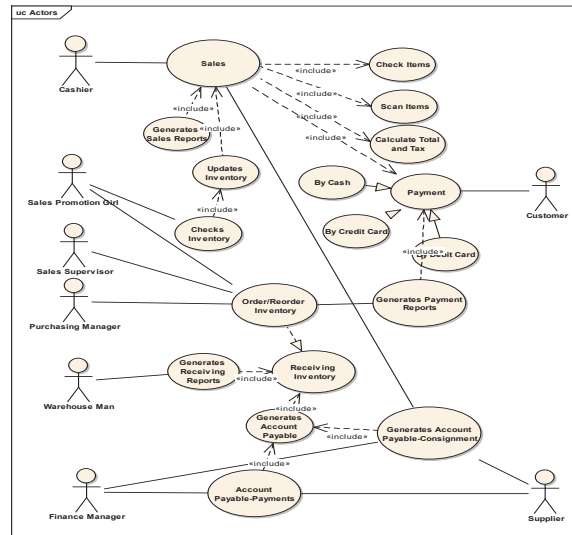 uc Actors
Cashier
Sales
«include»
Check Items
«include»
Scan Items
«include»
Calculate Total
and Tax
«include»
«include»
«include»
Generates
Sales Reports
Updates
Inventory
By Cash
Payment
Customer
Sales Promotion Girl
«include»
Checks
Inventory
By Credit Card
By Debit Card
«include»
Sales Supervisor
Purchasing Manager
Order/Reorder
Inventory
Generates Payment
Reports
Warehouse Man
Generates
Receiving
Reports
«include»
Receiving
Inventory
«include»
Generates
Account
Payable
«include»
Generates Account
Payable-Consignment
«include»
Finance Manager
Account
Payable-Payments
Supplier